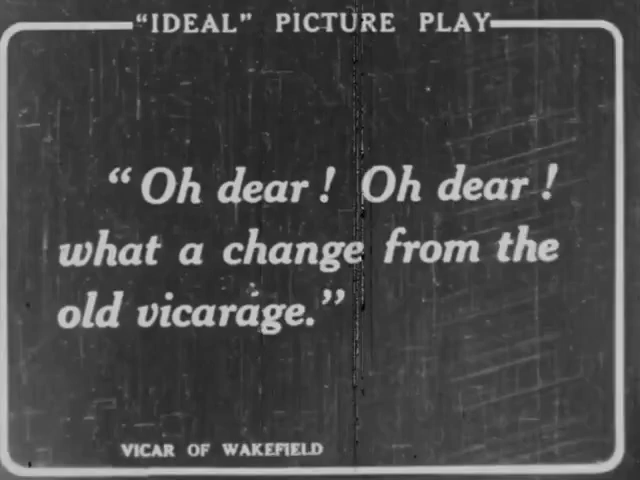 "IDEAL" PICTURE PLAY
"Oh dear! Oh dear!
what a change from the
old vicarage."
VICAR OF WAKEFIELD